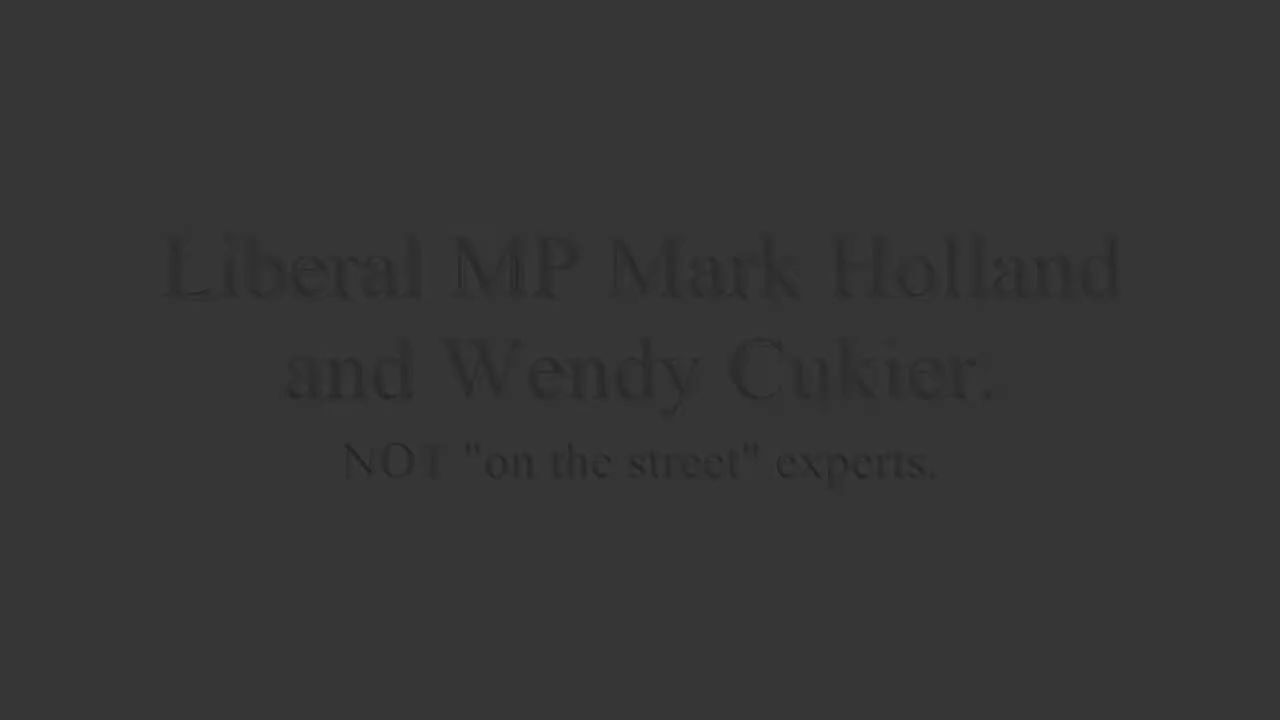 Liberal MP Mark Holland
and Wendy Cukier.
NOT "on the street" experts.